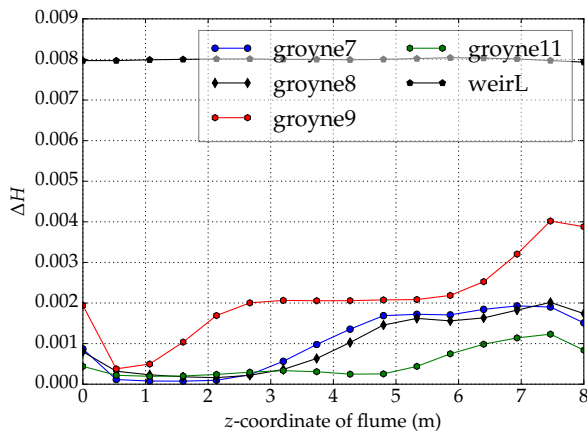 0.009
0.008
0.007
0.006
0.005
0.004
0.003
0.002
0.001
0.000
ΔH
groyne7
groyne8
groyne9
groyne11
weirL
0 1 2 3 4 5 6 7 8
z-coordinate of flume (m)